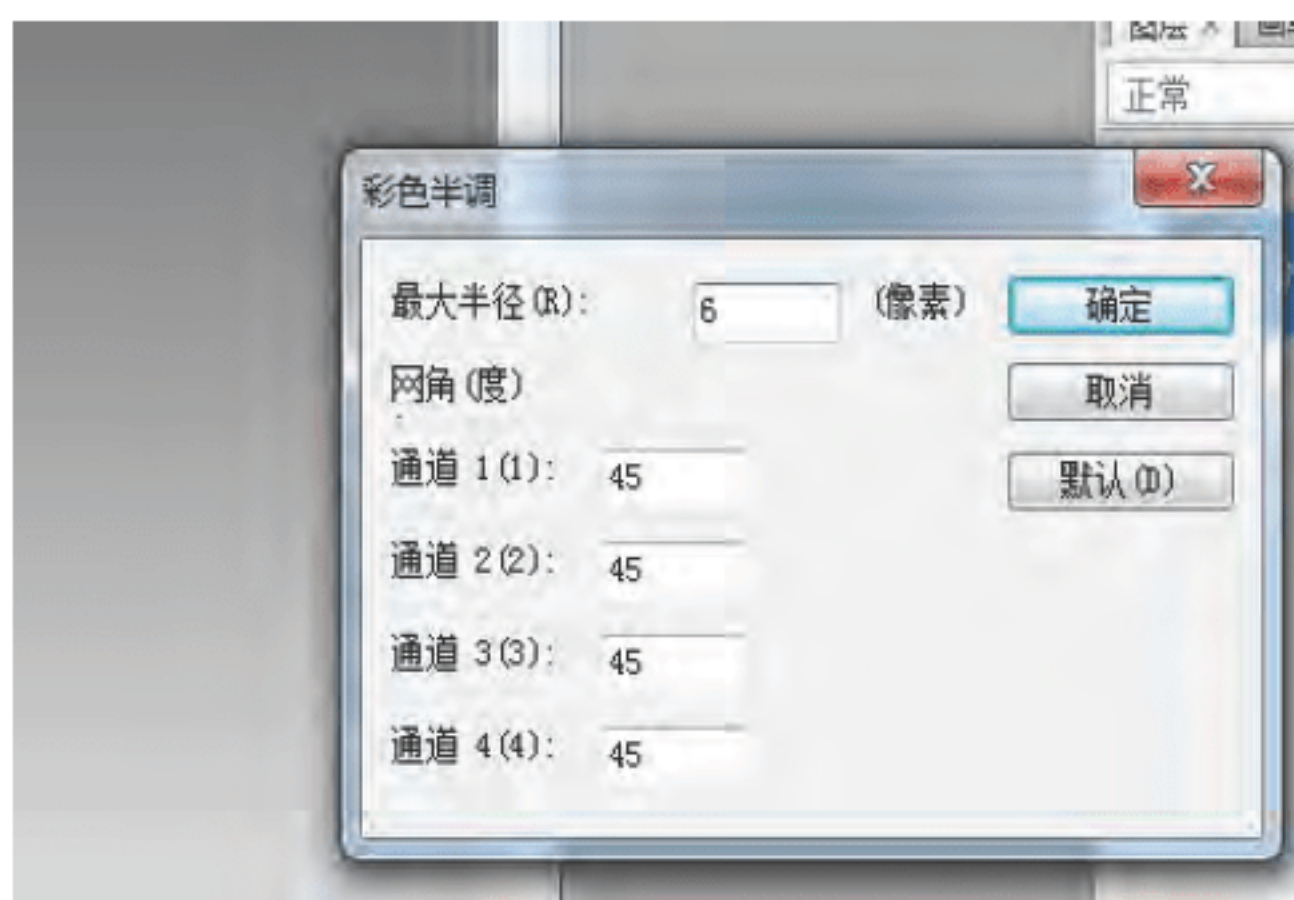 图层 ×
正常
彩色半调
最大半径(R): 6 (像素) 确定
网角(度) 取消
: 
通道 1(1): 45 默认(D)
通道 2(2): 45
通道 3(3): 45
通道 4(4): 45